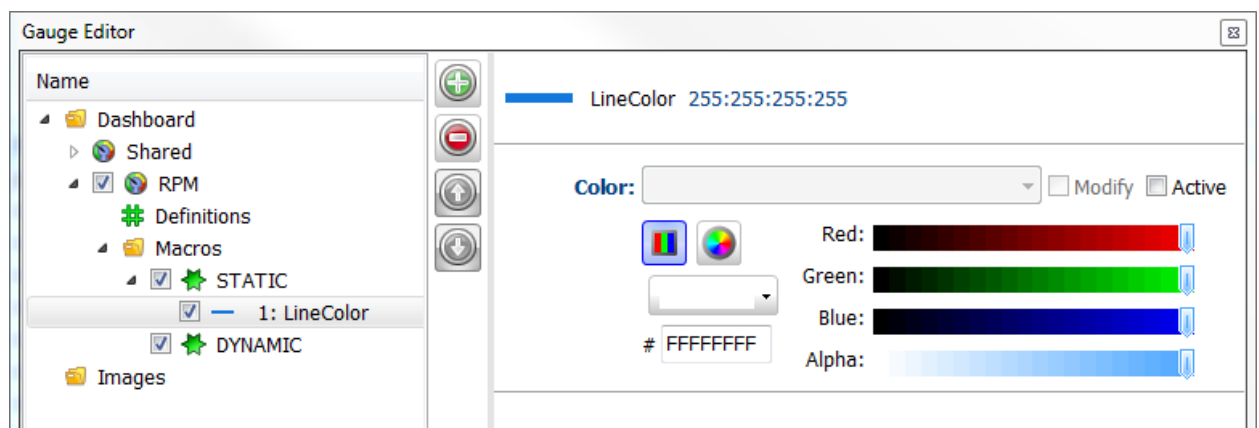 Gauge Editor
Name
Dashboard
Shared
RPM
Definitions
Macros
STATIC
1: LineColor
DYNAMIC
Images
LineColor 255:255:255:255
Color:
Modify
Active
Red:
Green:
Blue:
# FFFFFFFF
Alpha: